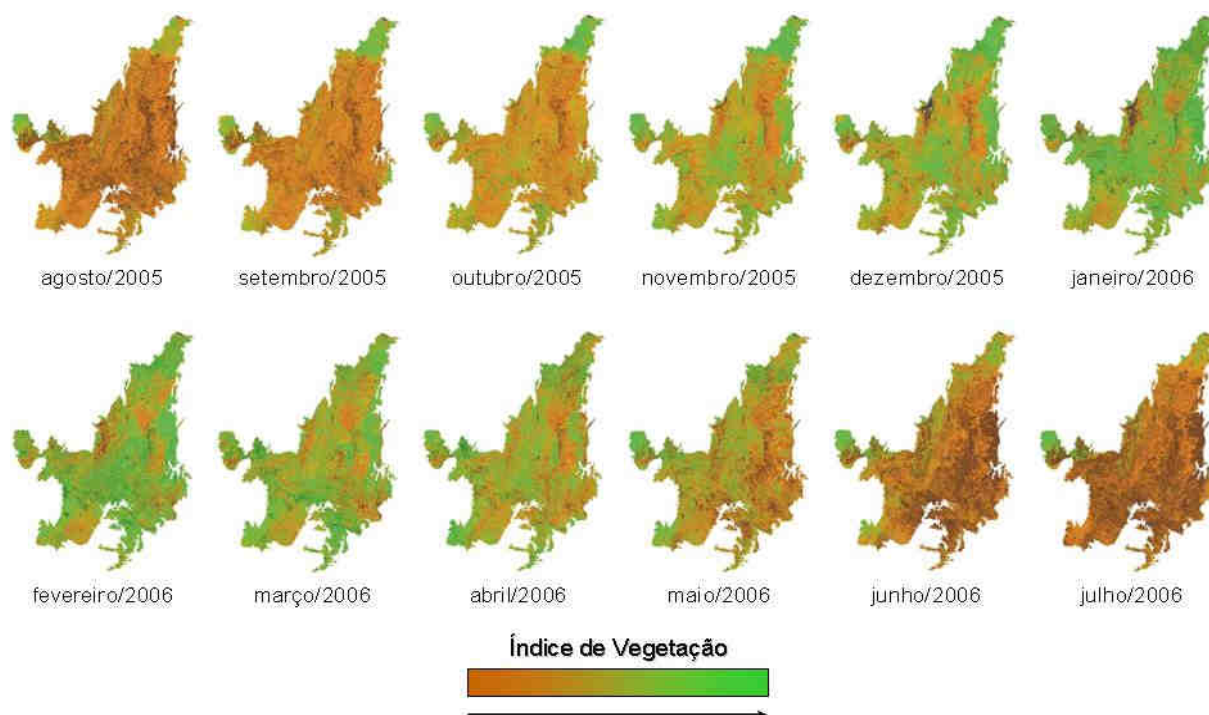 agosto/2005 setembro/2005 outubro/2005 novembro/2005 dezembro/2005 janeiro/2006
fevereiro/2006 março/2006 abril/2006 maio/2006 junho/2006 julho/2006
Índice de Vegetação